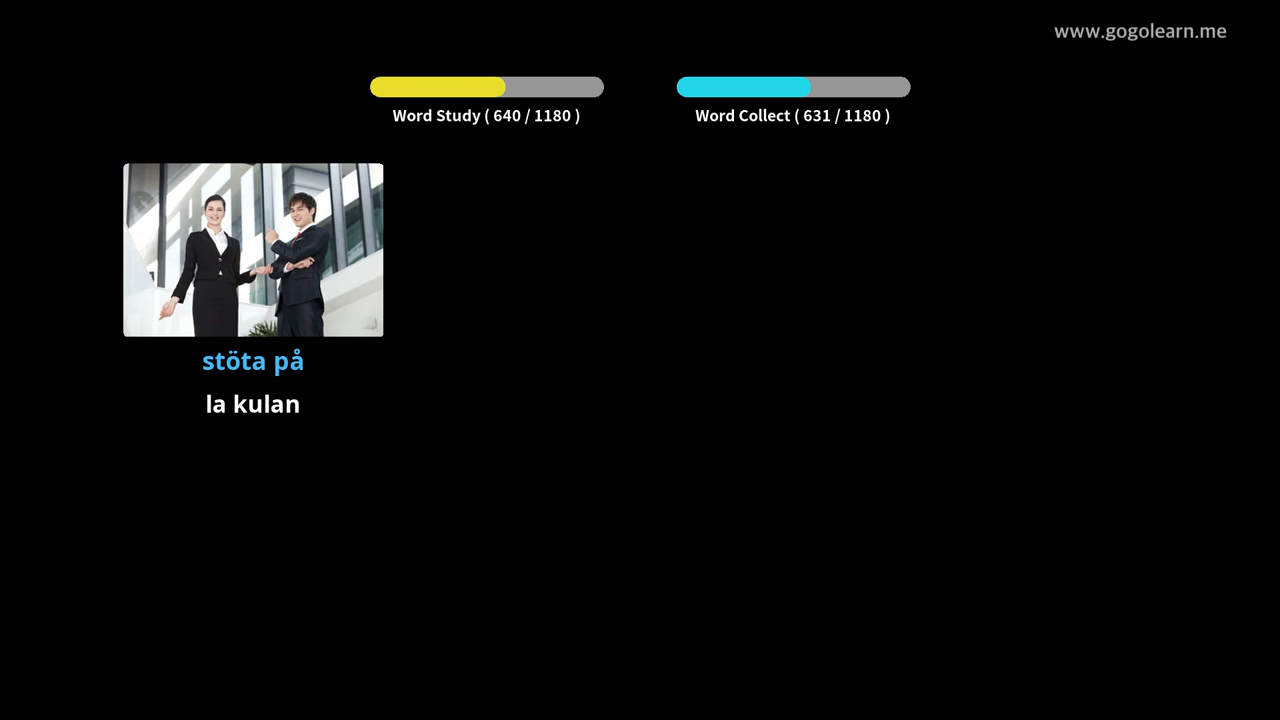 www.gogolearn.me
Word Study ( 640 / 1180 )
Word Collect ( 631 / 1180 )
stöta på
la kulan